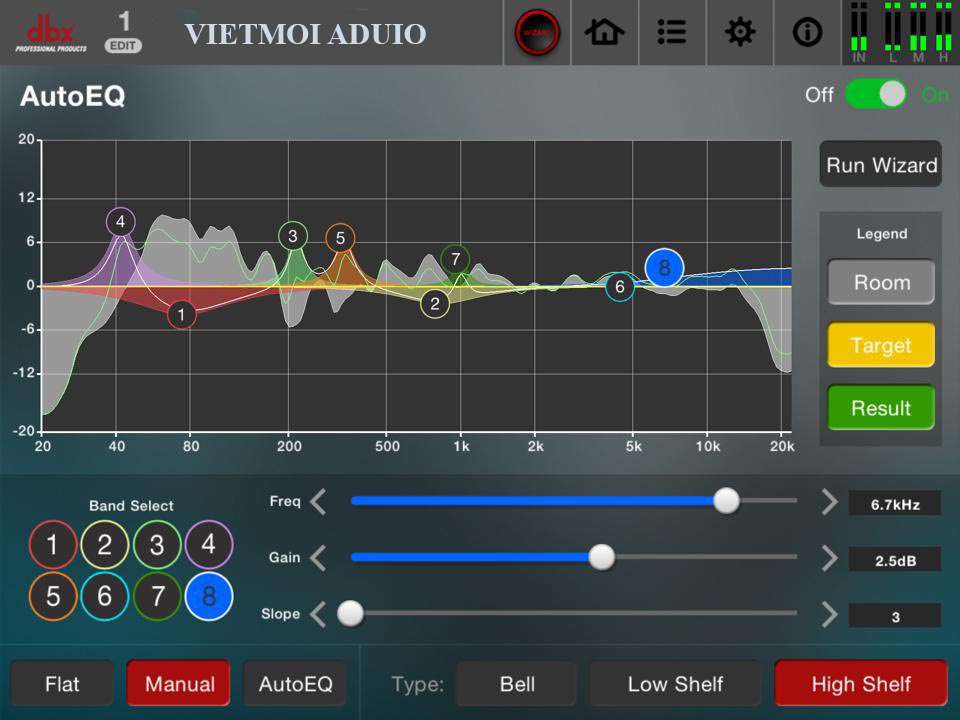 dbx
PROFESSIONAL PRODUCTS
1
EDIT
VIETMOI ADUIO
WIZARD
IN L M H
AutoEQ
Off On
20
12
6
0
-6
-12
-20
20 40 80 200 500 1k 2k 5k 10k 20k
4
3
5
7
8
6
2
1
Run Wizard
Legend
Room
Target
Result
Band Select
1 2 3 4
5 6 7 8
Freq 6.7kHz
Gain 2.5dB
Slope 3
Flat Manual AutoEQ Type: Bell Low Shelf High Shelf